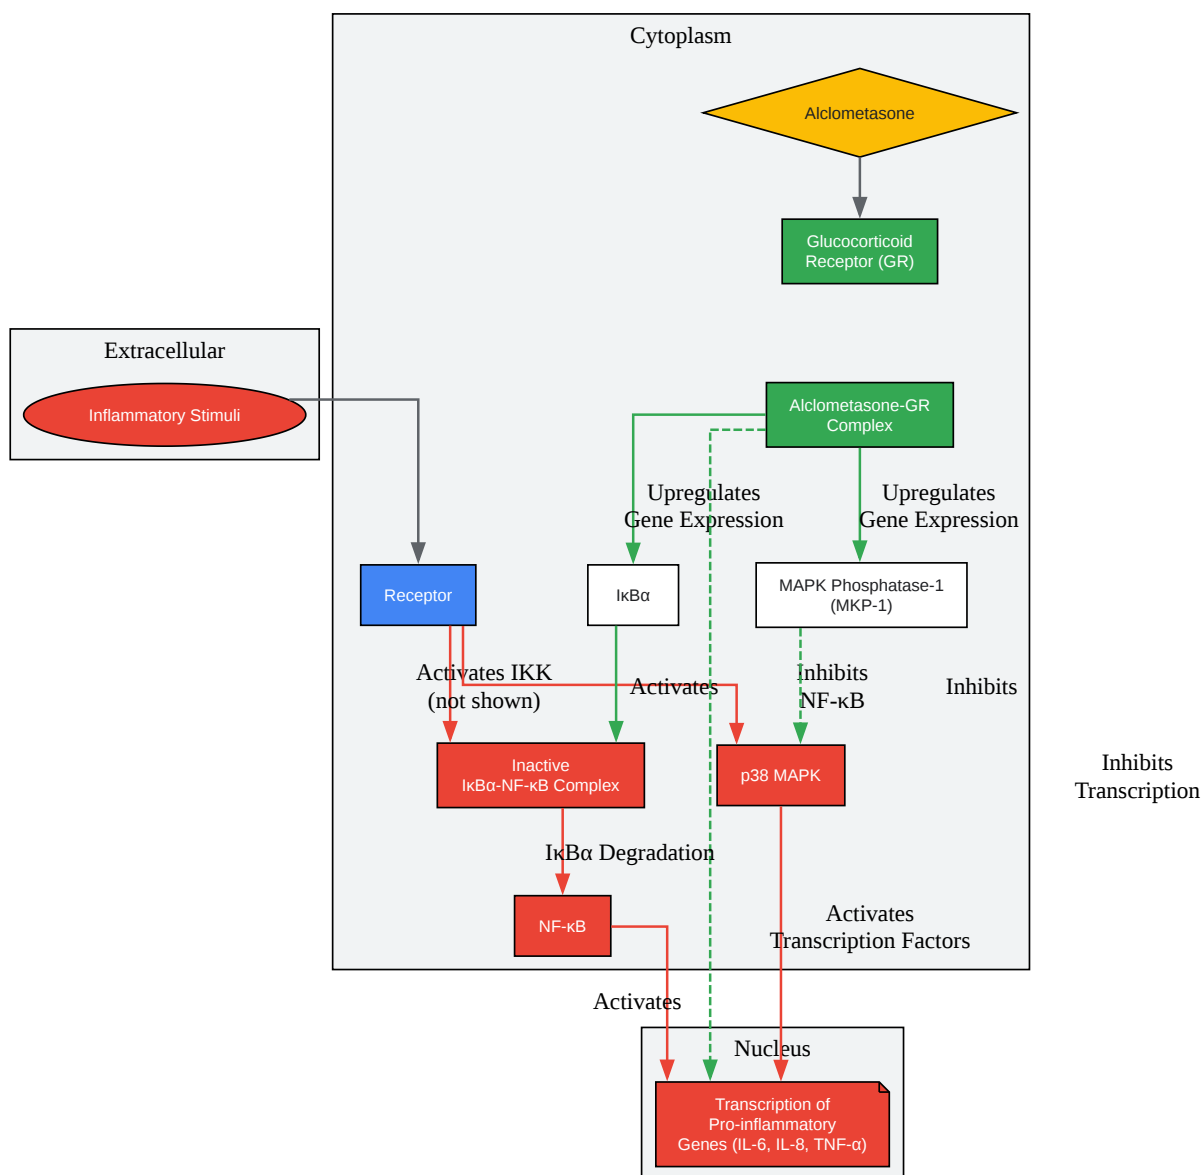 Cytoplasm
Alclometasone
Glucocorticoid
Receptor (GR)
Extracellular
Inflammatory Stimuli
Alclometasone-GR
Complex
Upregulates
Gene Expression
Upregulates
Gene Expression
Receptor
IκBα
MAPK Phosphatase-1
(MKP-1)
Activates IKK
(not shown)
Activates
Inhibits
NF-κB
Inhibits
Inactive
IκBα-NF-κB Complex
p38 MAPK
Inhibits
Transcription
IκBα Degradation
NF-κB
Activates
Transcription Factors
Activates
Nucleus
Transcription of
Pro-inflammatory
Genes (IL-6, IL-8, TNF-α)